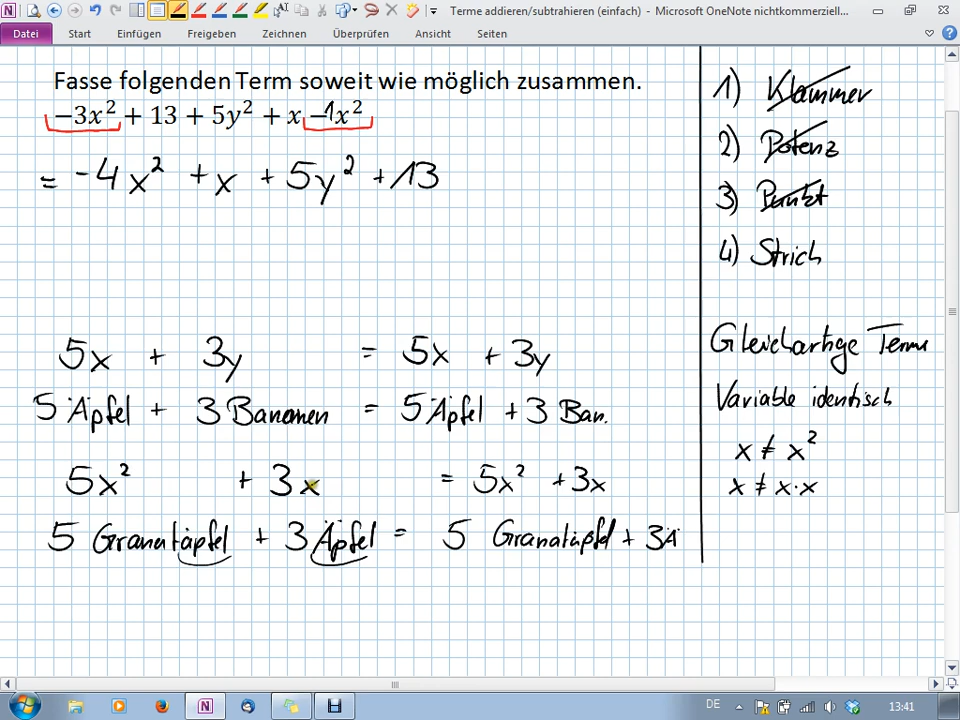 Terme addieren/subtrahieren (einfach) - Microsoft OneNote nichtkommerziell...
Datei Start Einfügen Freigeben Zeichnen Überprüfen Ansicht Seiten
Fasse folgenden Term soweit wie möglich zusammen.
−3x² + 13 + 5y² + x −1x²
= -4x² + x + 5y² + 13
5x + 3y = 5x + 3y
5 Äpfel + 3 Bananen = 5 Äpfel + 3 Ban.
5x² + 3x = 5x² + 3x
5 Granatäpfel + 3 Äpfel = 5 Granatäpfel + 3Ä
1) Klammer
2) Potenz
3) Punkt
4) Strich
Gleichartige Terme
Variable identisch
x ≠ x²
x ≠ x·x
DE 13:41